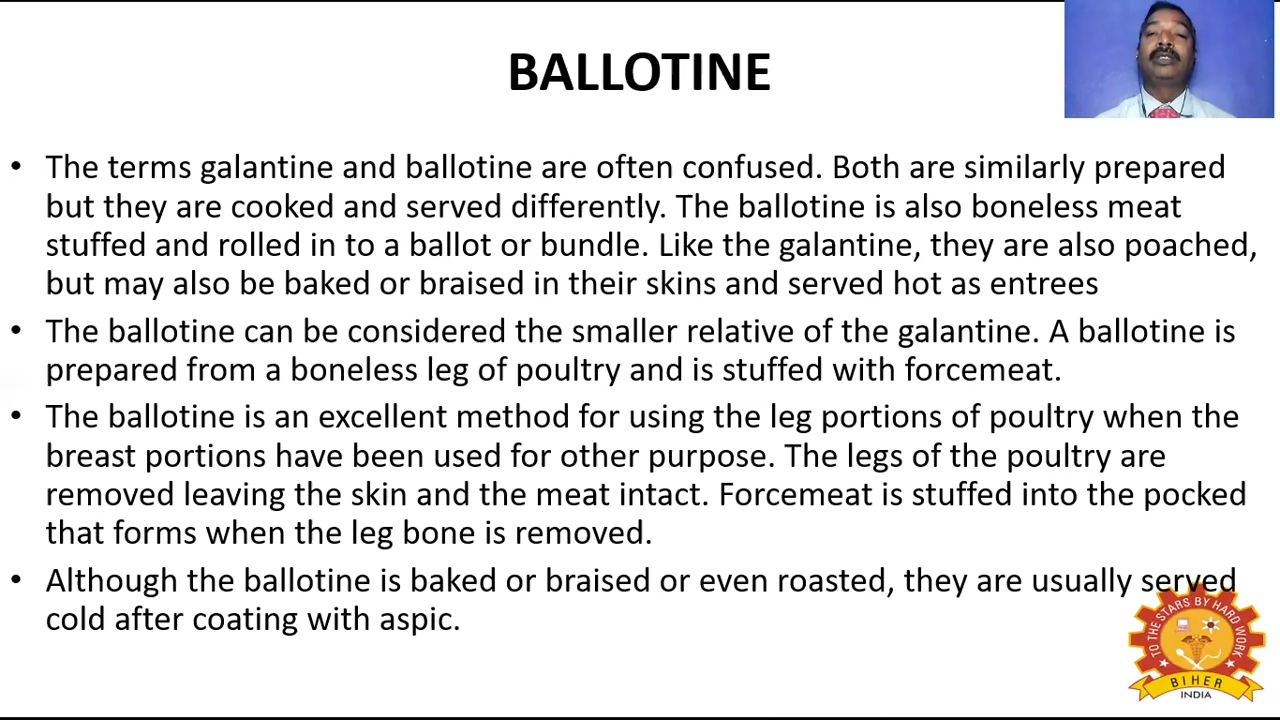 BALLOTINE
• The terms galantine and ballotine are often confused. Both are similarly prepared
but they are cooked and served differently. The ballotine is also boneless meat
stuffed and rolled in to a ballot or bundle. Like the galantine, they are also poached,
but may also be baked or braised in their skins and served hot as entrees
• The ballotine can be considered the smaller relative of the galantine. A ballotine is
prepared from a boneless leg of poultry and is stuffed with forcemeat.
• The ballotine is an excellent method for using the leg portions of poultry when the
breast portions have been used for other purpose. The legs of the poultry are
removed leaving the skin and the meat intact. Forcemeat is stuffed into the pocked
that forms when the leg bone is removed.
• Although the ballotine is baked or braised or even roasted, they are usually served
cold after coating with aspic.
TO THE STARS BY HARD WORK
BIHER
INDIA